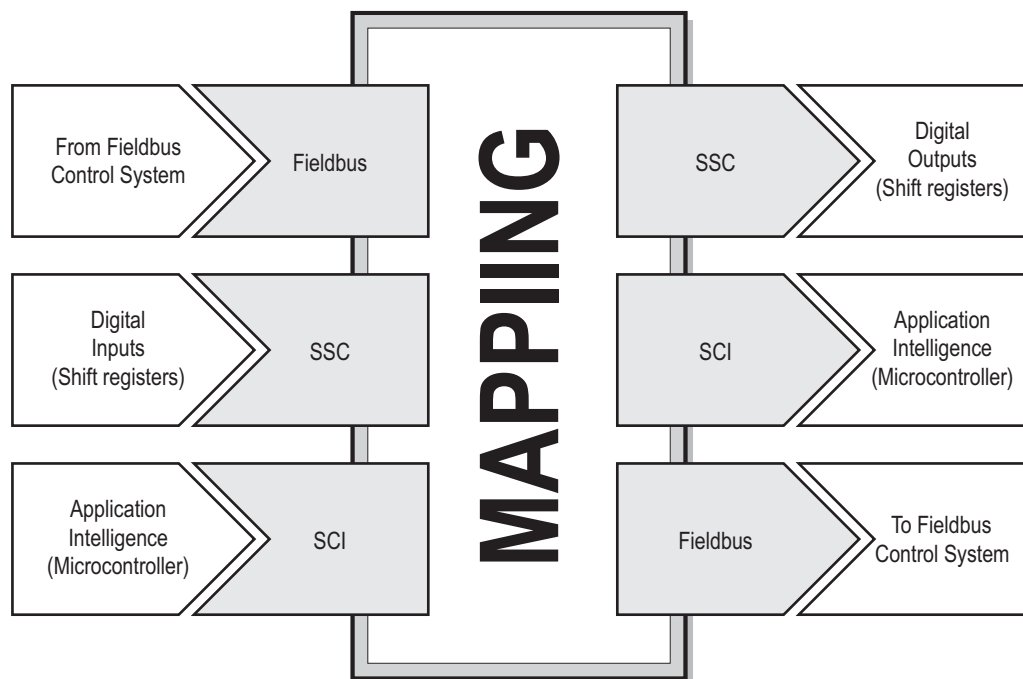 From Fieldbus
Control System
Fieldbus
SSC
Digital
Outputs
(Shift registers)
Digital
Inputs
(Shift registers)
SSC
MAPPIING
SCI
Application
Intelligence
(Microcontroller)
Application
Intelligence
(Microcontroller)
SCI
Fieldbus
To Fieldbus
Control System